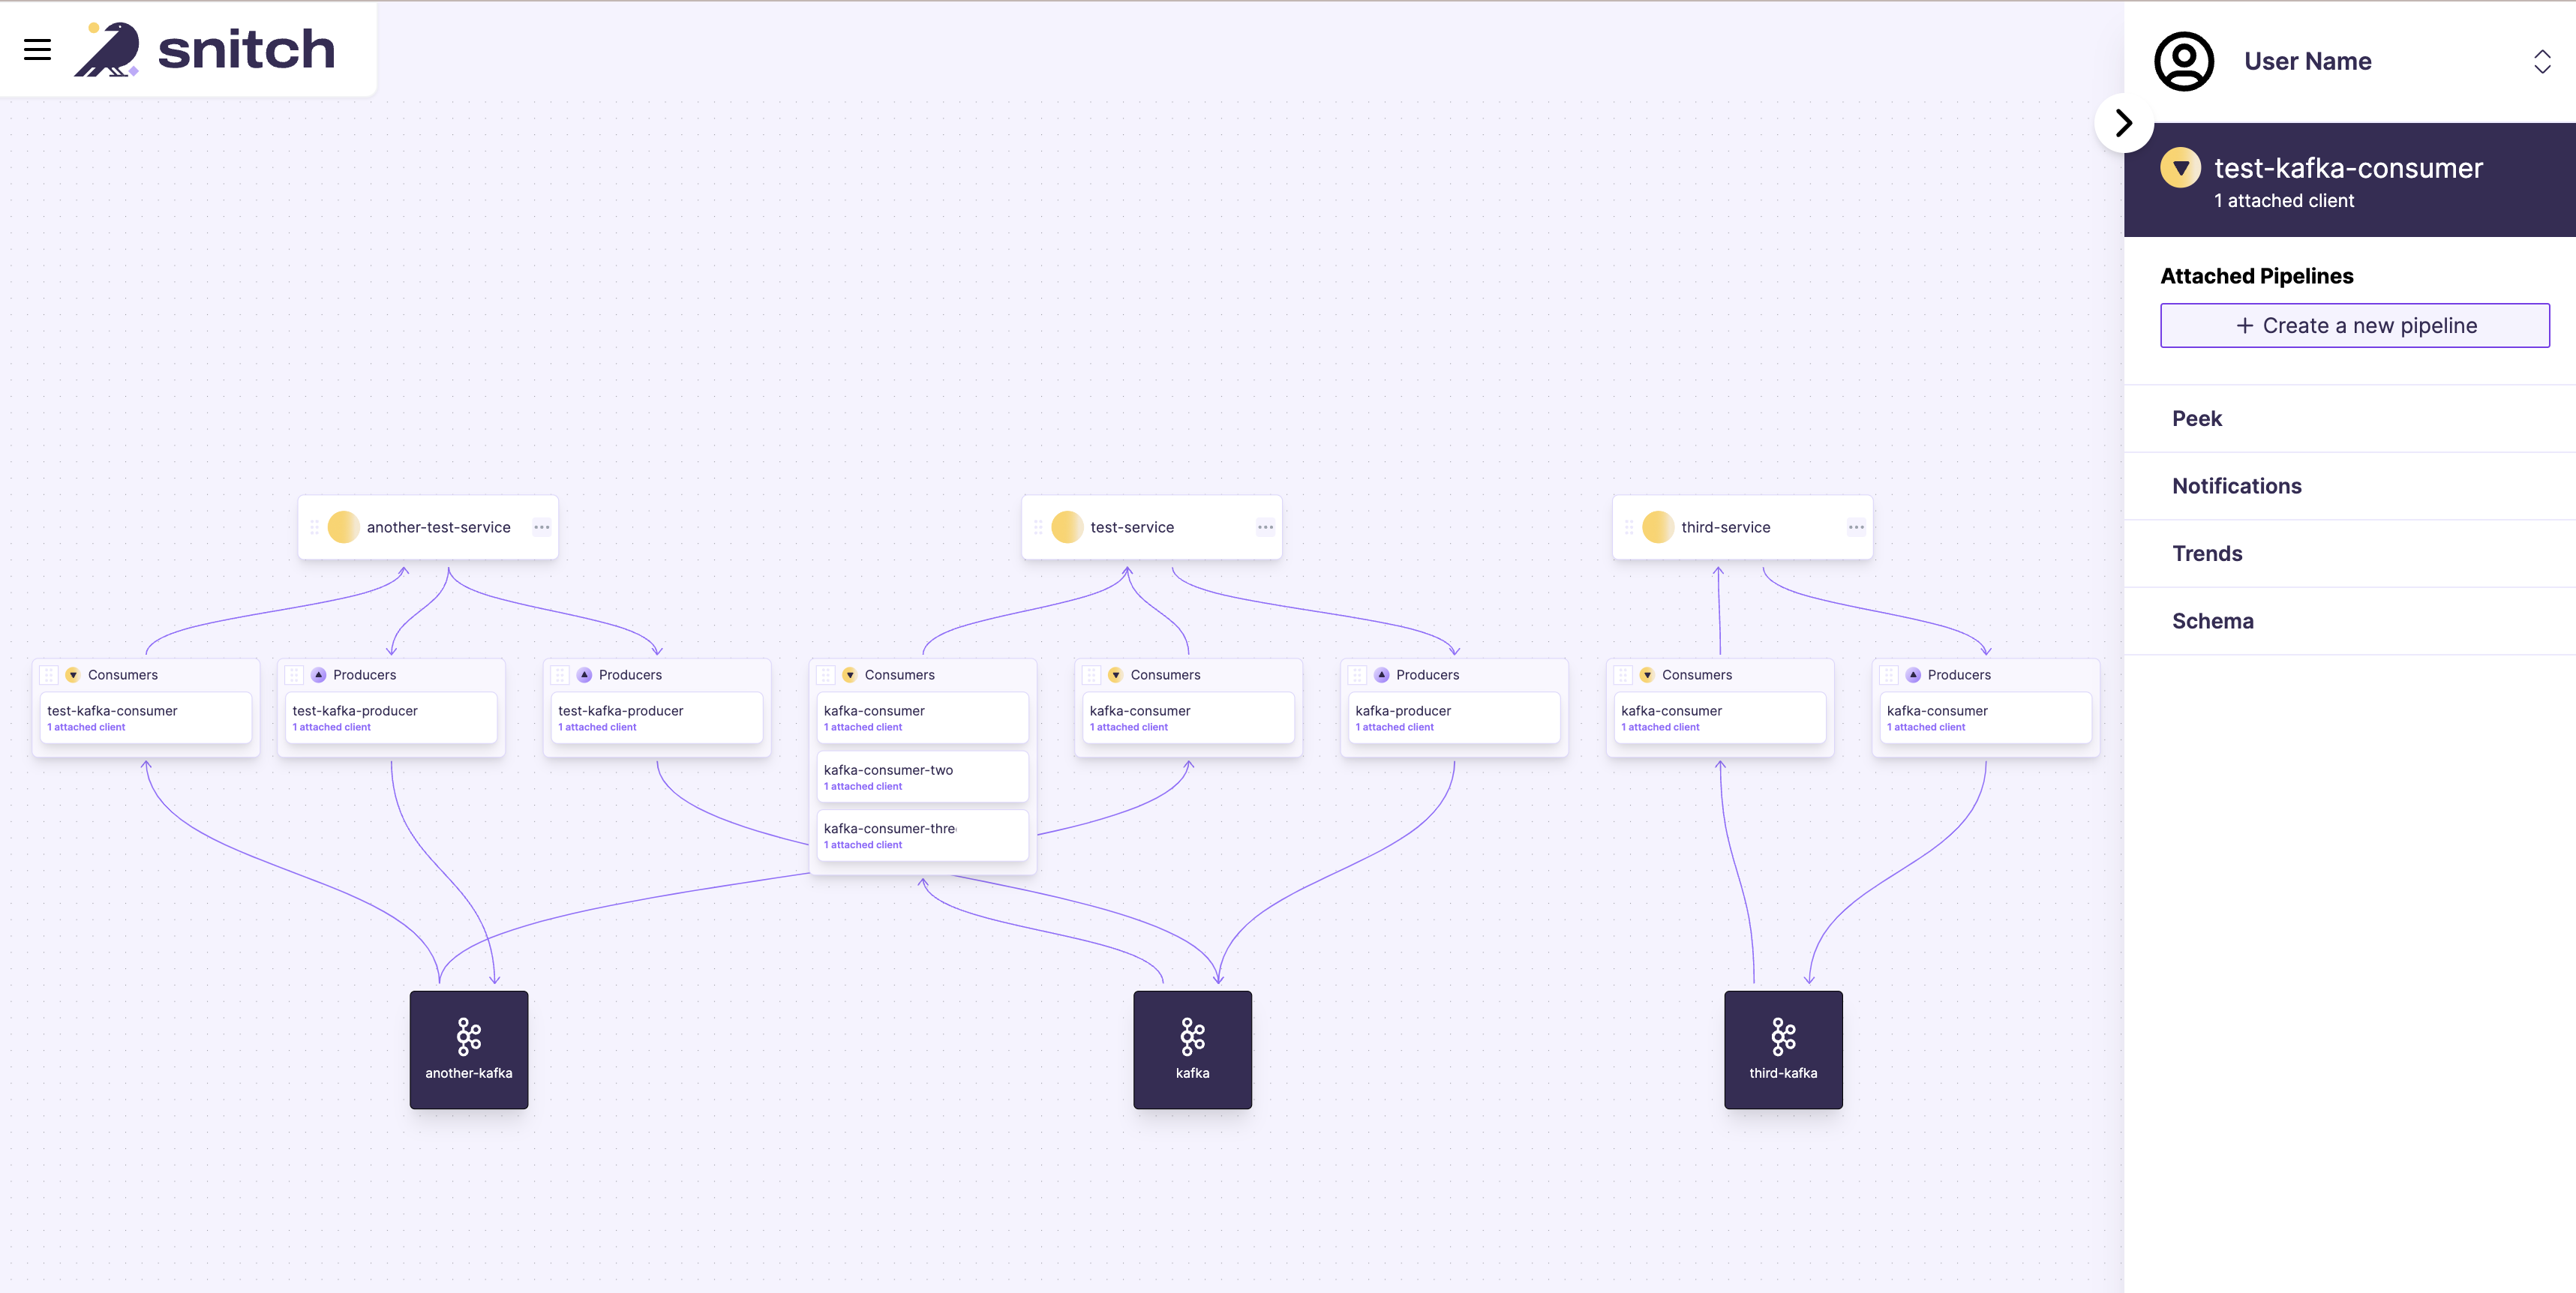 snitch
User Name
test-kafka-consumer
1 attached client
Attached Pipelines
+ Create a new pipeline
Peek
Notifications
Trends
Schema
another-test-service
test-service
third-service
Consumers
test-kafka-consumer
1 attached client
Producers
test-kafka-producer
1 attached client
Producers
test-kafka-producer
1 attached client
Consumers
kafka-consumer
1 attached client
kafka-consumer-two
1 attached client
kafka-consumer-thre
1 attached client
Consumers
kafka-consumer
1 attached client
Producers
kafka-producer
1 attached client
Consumers
kafka-consumer
1 attached client
Producers
kafka-consumer
1 attached client
another-kafka
kafka
third-kafka